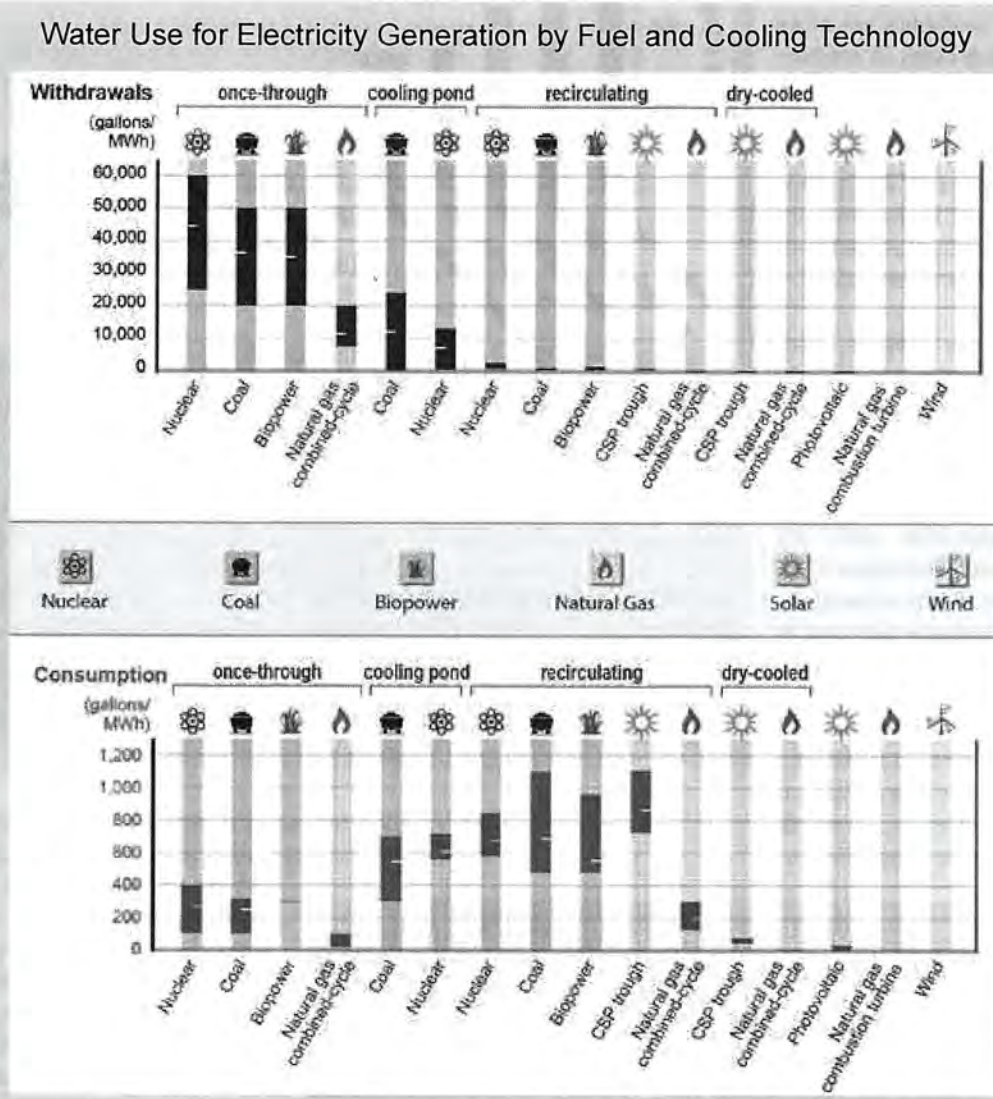 Water Use for Electricity Generation by Fuel and Cooling Technology
Withdrawals
once-through
cooling pond
recirculating
dry-cooled
(gallons/
MWh)
60,000
50,000
40,000
30,000
20,000
10,000
0
Nuclear
Coal
Biopower
Natural gas
combined-cycle
Coal
Nuclear
Nuclear
Coal
Biopower
CSP trough
Natural gas
combined-cycle
CSP trough
Natural gas
combined-cycle
Photovoltaic
Natural gas
combustion turbine
Wind
Nuclear
Coal
Biopower
Natural Gas
Solar
Wind
Consumption
once-through
cooling pond
recirculating
dry-cooled
(gallons/
MWh)
1,200
1,000
800
600
400
200
0
Nuclear
Coal
Biopower
Natural gas
combined-cycle
Coal
Nuclear
Nuclear
Coal
Biopower
CSP trough
Natural gas
combined-cycle
CSP trough
Natural gas
combined-cycle
Photovoltaic
Natural gas
combustion turbine
Wind